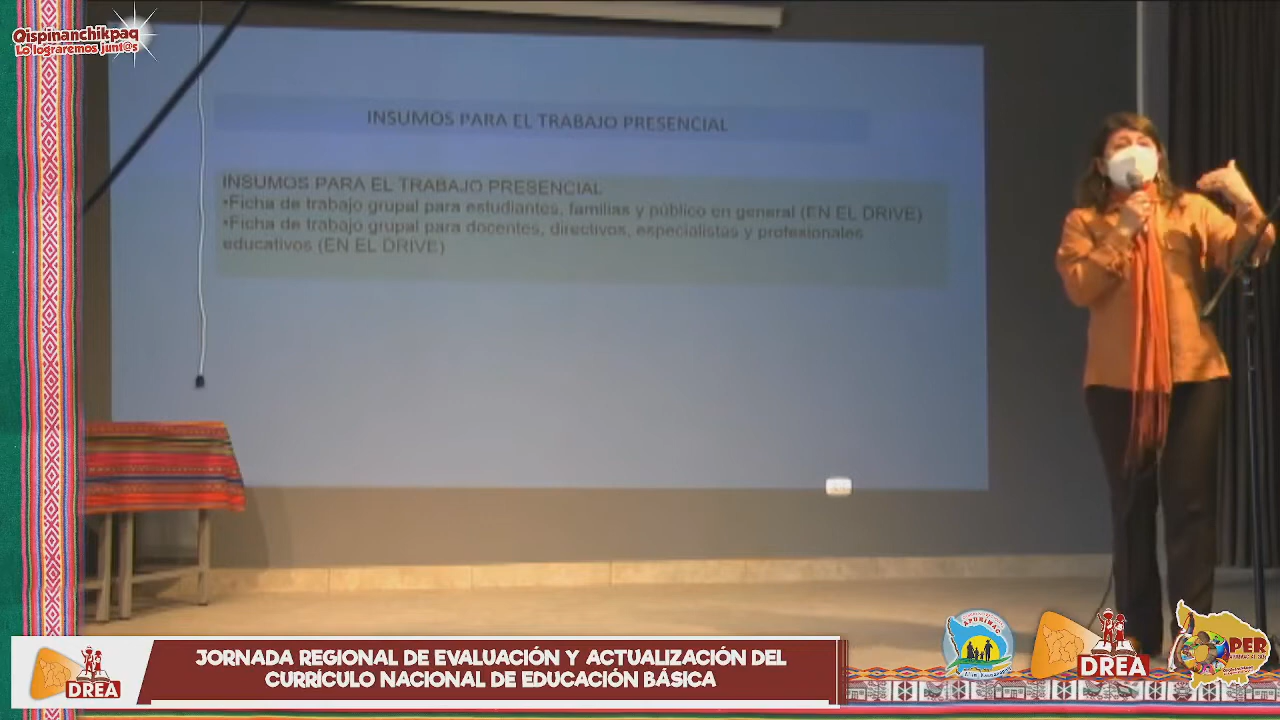 Qispinanchikpaq
Lo lograremos junt@s
INSUMOS PARA EL TRABAJO PRESENCIAL
INSUMOS PARA EL TRABAJO PRESENCIAL
•Ficha de trabajo grupal para estudiantes, familias y público en general (EN EL DRIVE)
•Ficha de trabajo grupal para docentes, directivos, especialistas y profesionales
educativos (EN EL DRIVE)
JORNADA REGIONAL DE EVALUACIÓN Y ACTUALIZACIÓN DEL
CURRÍCULO NACIONAL DE EDUCACIÓN BÁSICA
DREA
APURIMAC
DREA
PER